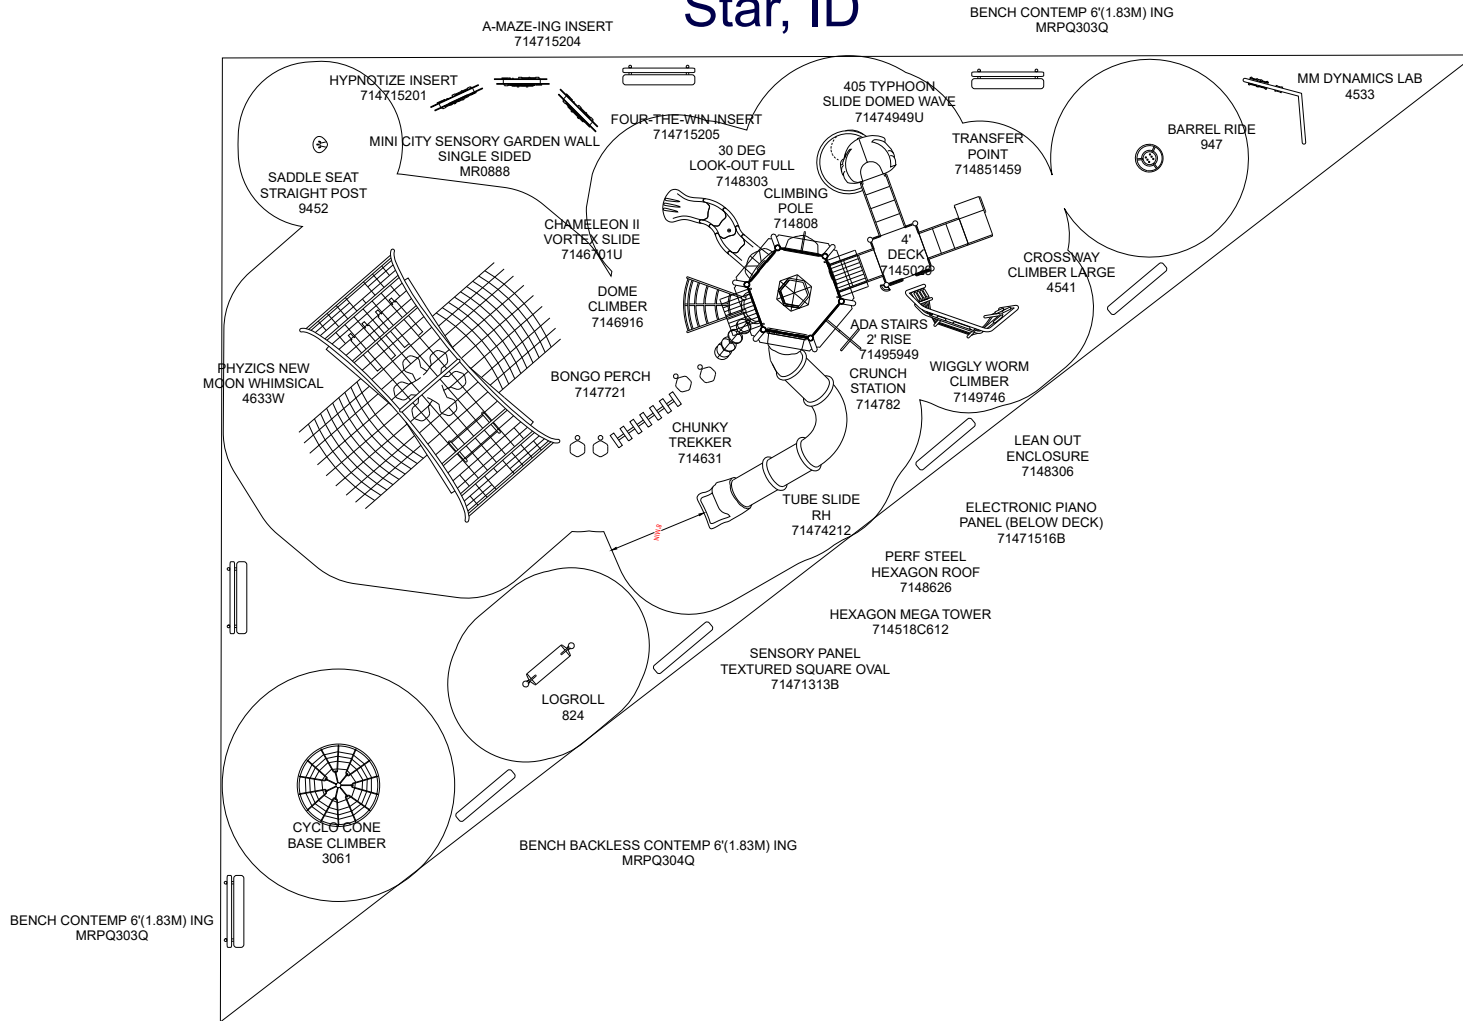 Star, ID
A-MAZE-ING INSERT
714715204
BENCH CONTEMP 6'(1.83M) ING
MRPQ303Q
HYPNOTIZE INSERT
714715201
405 TYPHOON
SLIDE DOMED WAVE
71474949U
MM DYNAMICS LAB
4533
FOUR-THE-WIN INSERT
714715205
MINI CITY SENSORY GARDEN WALL
SINGLE SIDED
MR0888
30 DEG
LOOK-OUT FULL
7148303
TRANSFER
POINT
714851459
BARREL RIDE
947
SADDLE SEAT
STRAIGHT POST
9452
CLIMBING
POLE
714808
CHAMELEON II
VORTEX SLIDE
7146701U
4'
DECK
7145029
CROSSWAY
CLIMBER LARGE
4541
DOME
CLIMBER
7146916
ADA STAIRS
2' RISE
71495949
PHYZICS NEW
MOON WHIMSICAL
4633W
BONGO PERCH
7147721
CRUNCH
STATION
714782
WIGGLY WORM
CLIMBER
7149746
CHUNKY
TREKKER
714631
LEAN OUT
ENCLOSURE
7148306
TUBE SLIDE
RH
71474212
ELECTRONIC PIANO
PANEL (BELOW DECK)
71471516B
PERF STEEL
HEXAGON ROOF
7148626
HEXAGON MEGA TOWER
714518C612
SENSORY PANEL
TEXTURED SQUARE OVAL
71471313B
LOGROLL
824
CYCLO CONE
BASE CLIMBER
3061
BENCH BACKLESS CONTEMP 6'(1.83M) ING
MRPQ304Q
BENCH CONTEMP 6'(1.83M) ING
MRPQ303Q